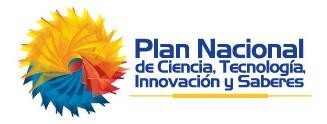 Plan Nacional
de Ciencia, Tecnología,
Innovación y Saberes